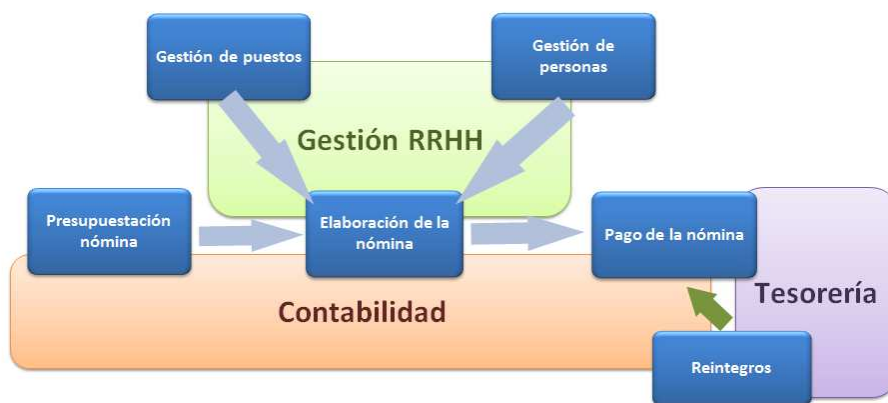 Gestión de puestos
Gestión de
personas
Gestión RRHH
Presupuestación
nómina
Elaboración de la
nómina
Pago de la nómina
Contabilidad
Tesorería
Reintegros